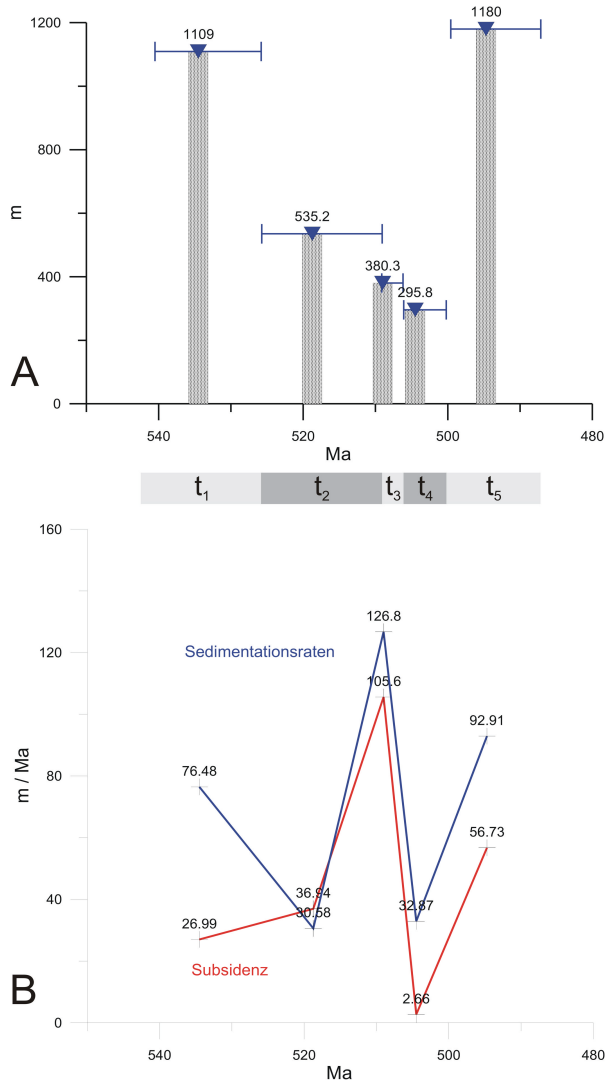 1200
1109
1180
800
m
535.2
400
380.3
295.8
A
0
540
520
500
480
Ma
t₁
t₂
t₃
t₄
t₅
160
126.8
120
Sedimentationsraten
105.6
92.91
80
76.48
m / Ma
56.73
40
36.94
30.58
32.87
26.99
Subsidenz
B
2.66
0
540
520
500
480
Ma